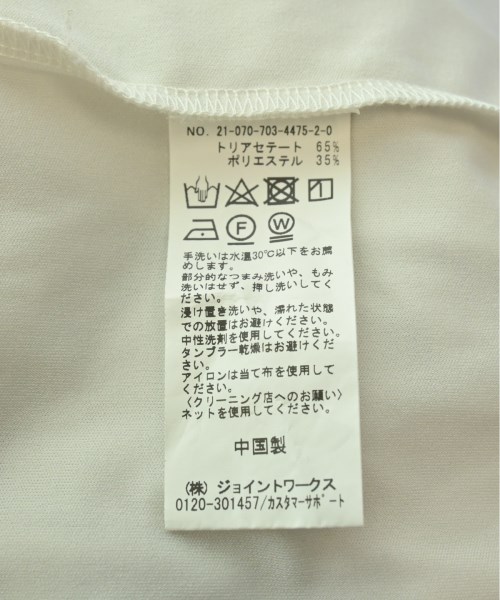 NO. 21-070-703-4475-2-0
トリアセテート 65%
ポリエステル 35%
F W
手洗いは水温30℃以下をお薦
めします。
部分的なつまみ洗いや、もみ
洗いはせず、押し洗いしてく
ださい。
浸け置き洗いや、濡れた状態
での放置はお避けください。
中性洗剤を使用してください。
タンブラー乾燥はお避けくだ
さい。
アイロンは当て布を使用して
ください。
〈クリーニング店へのお願い〉
ネットを使用してください。
中国製
(株) ジョイントワークス
0120-301457/カスタマーサポート